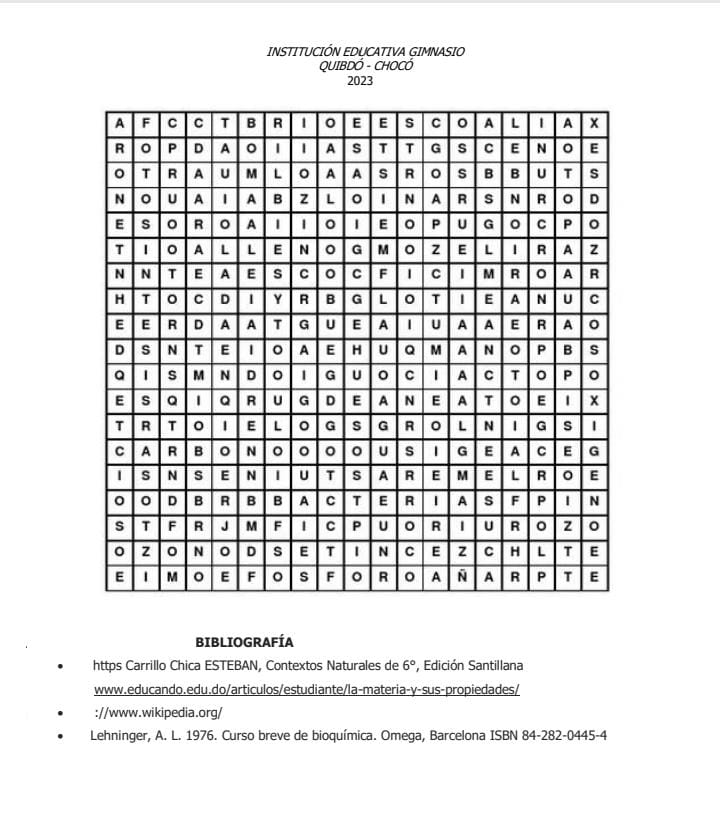 INSTITUCIÓN EDUCATIVA GIMNASIO
QUIBDÓ - CHOCÓ
2023
A F C C T B R I O E E S C O A L I A X
R O P D A O I I A S T T G S C E N O E
O T R A U M L O A A S R O S B B U T S
N O U A I A B Z L O I N A R S N R O D
E S O R O A I I O I E O P U G O C P O
T I O A L L E N O G M O Z E L I R A Z
N N T E A E S C O C F I C I M R O A R
H T O C D I Y R B G L O T I E A N U C
E E R D A A T G U E A I U A A E R A O
D S N T E I O A E H U Q M A N O P B S
Q I S M N D O I G U O C I A C T O P O
E S Q I Q R U G D E A N E A T O E I X
T R T O I E L O G S G R O L N I G S I
C A R B O N O O O O U S I G E A C E G
I S N S E N I U T S A R E M E L R O E
O O D B R B B A C T E R I A S F P I N
S T F R J M F I C P U O R I U R O Z O
O Z O N O D S E T I N C E Z C H L T E
E I M O E F O S F O R O A Ñ A R P T E
BIBLIOGRAFÍA
• https Carrillo Chica ESTEBAN, Contextos Naturales de 6°, Edición Santillana
www.educando.edu.do/articulos/estudiante/la-materia-y-sus-propiedades/
• ://www.wikipedia.org/
• Lehninger, A. L. 1976. Curso breve de bioquímica. Omega, Barcelona ISBN 84-282-0445-4